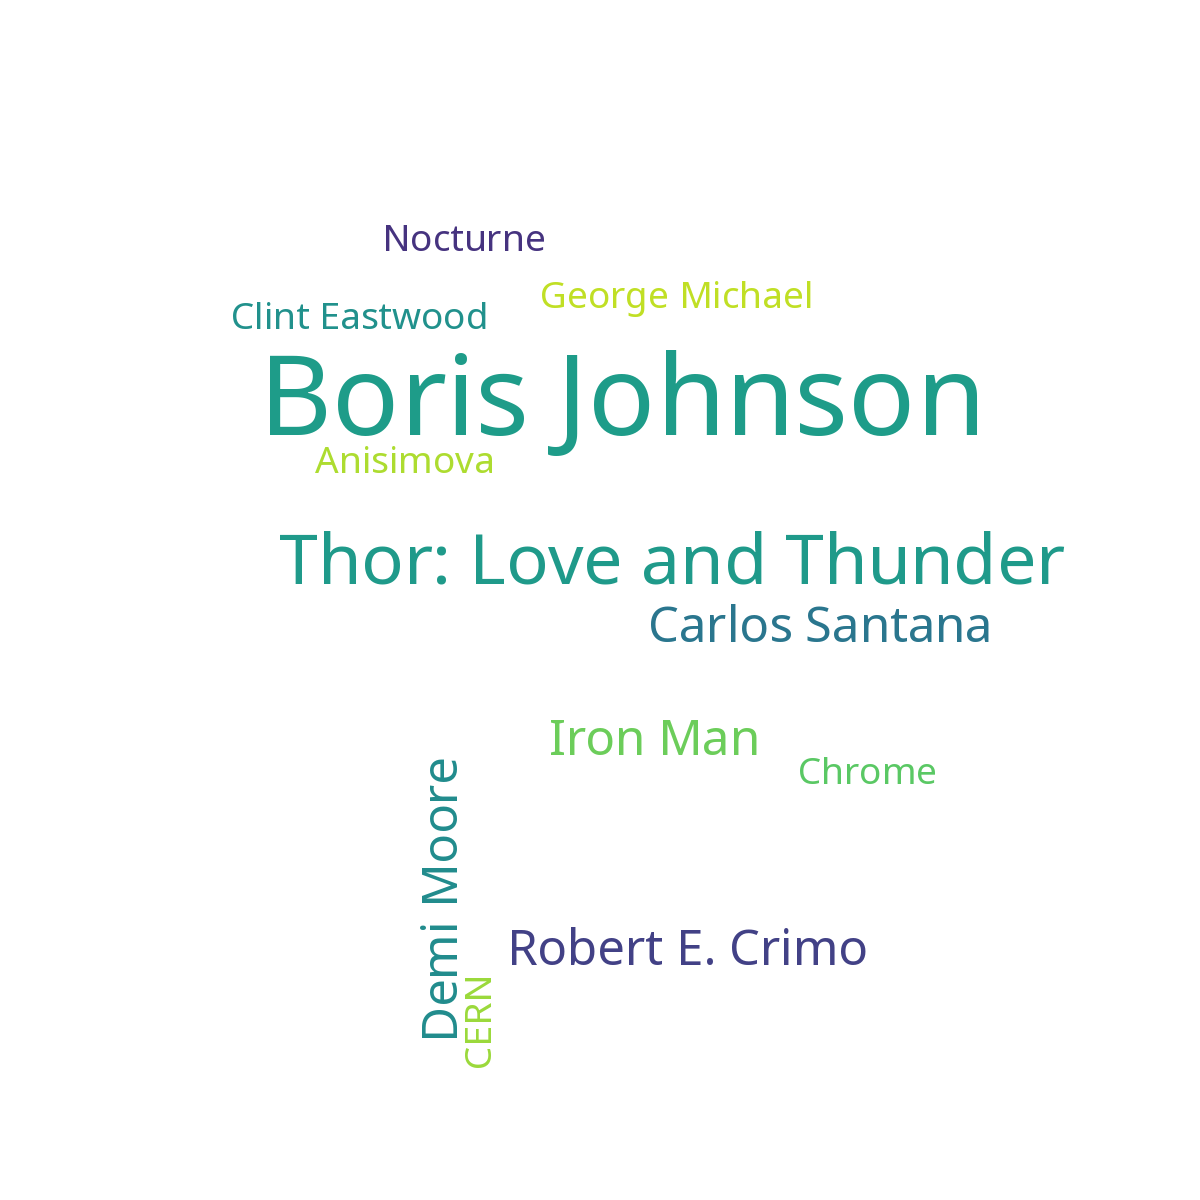 Nocturne
George Michael
Clint Eastwood
Boris Johnson
Anisimova
Thor: Love and Thunder
Carlos Santana
Iron Man
Chrome
Demi Moore
Robert E. Crimo
CERN